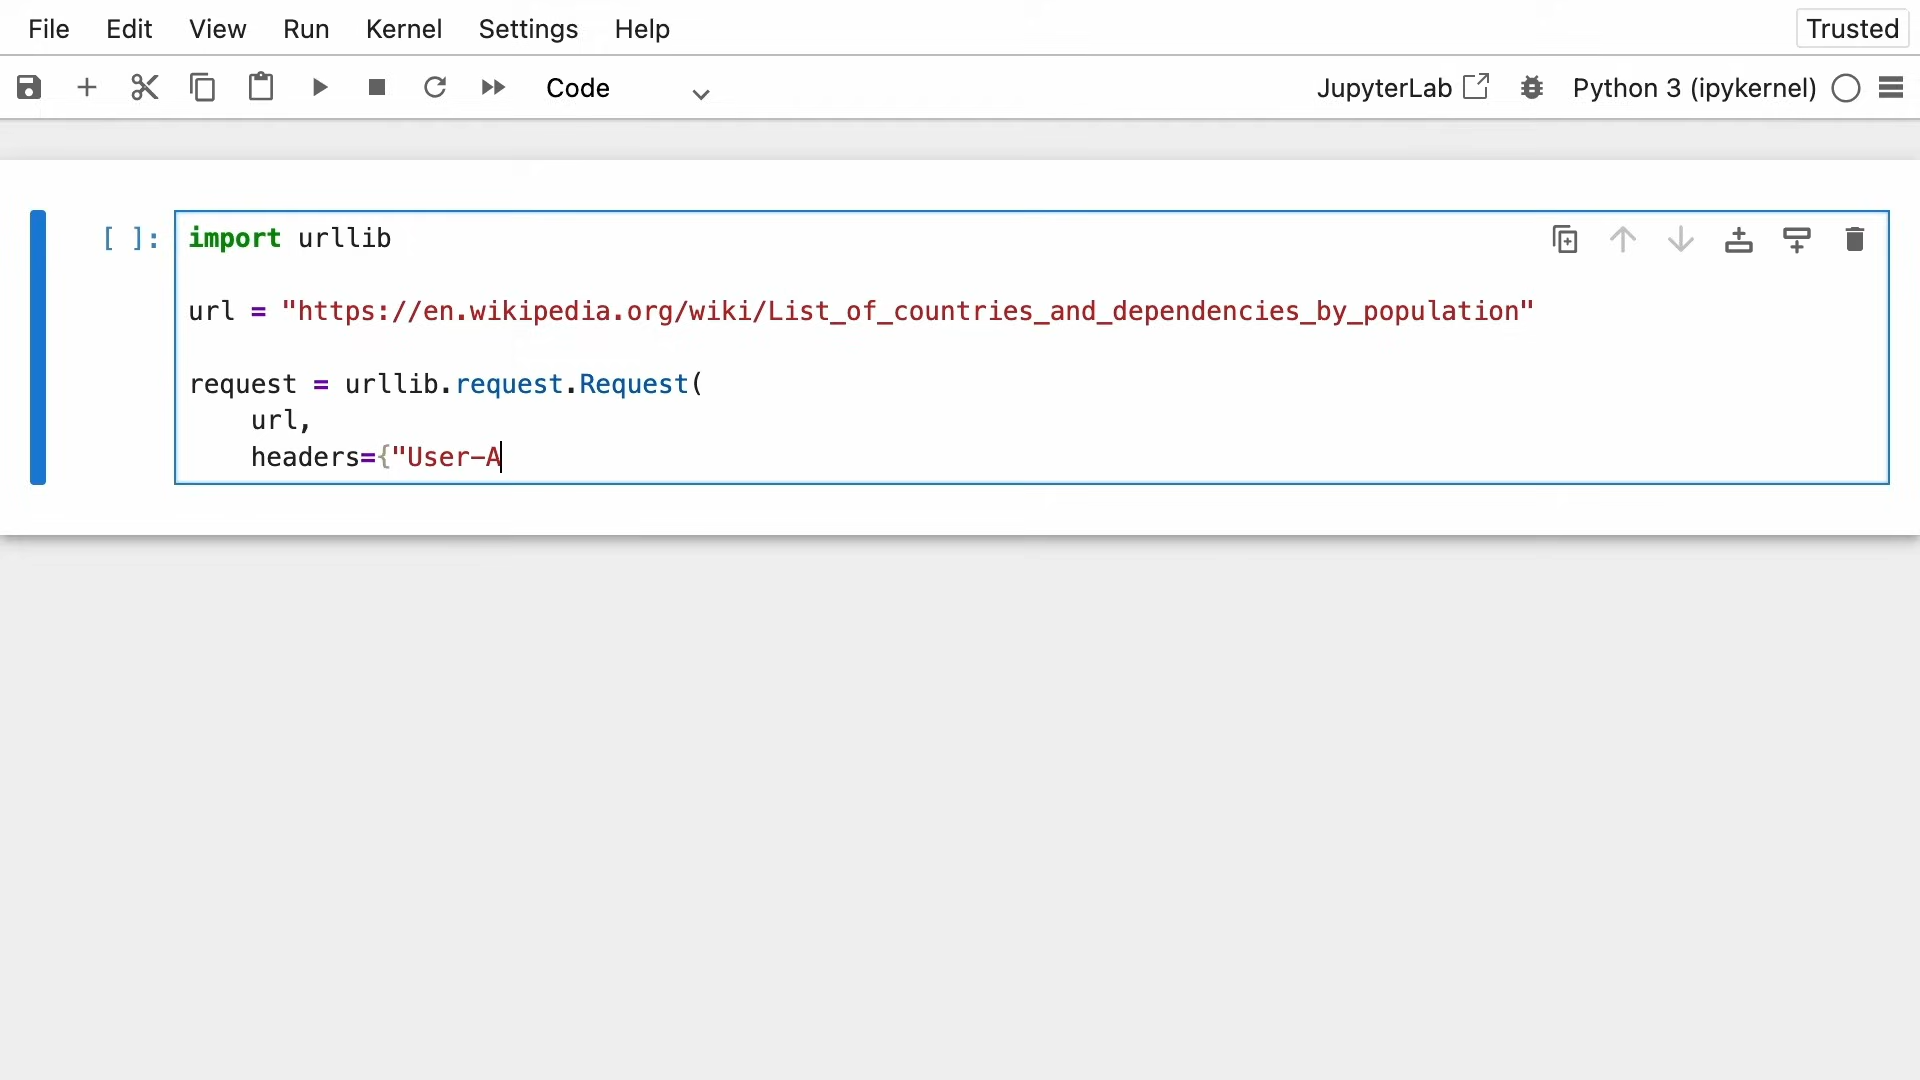 File Edit View Run Kernel Settings Help Trusted
Code JupyterLab Python 3 (ipykernel)
[ ]: import urllib
url = "https://en.wikipedia.org/wiki/List_of_countries_and_dependencies_by_population"
request = urllib.request.Request(
    url,
    headers={"User-A